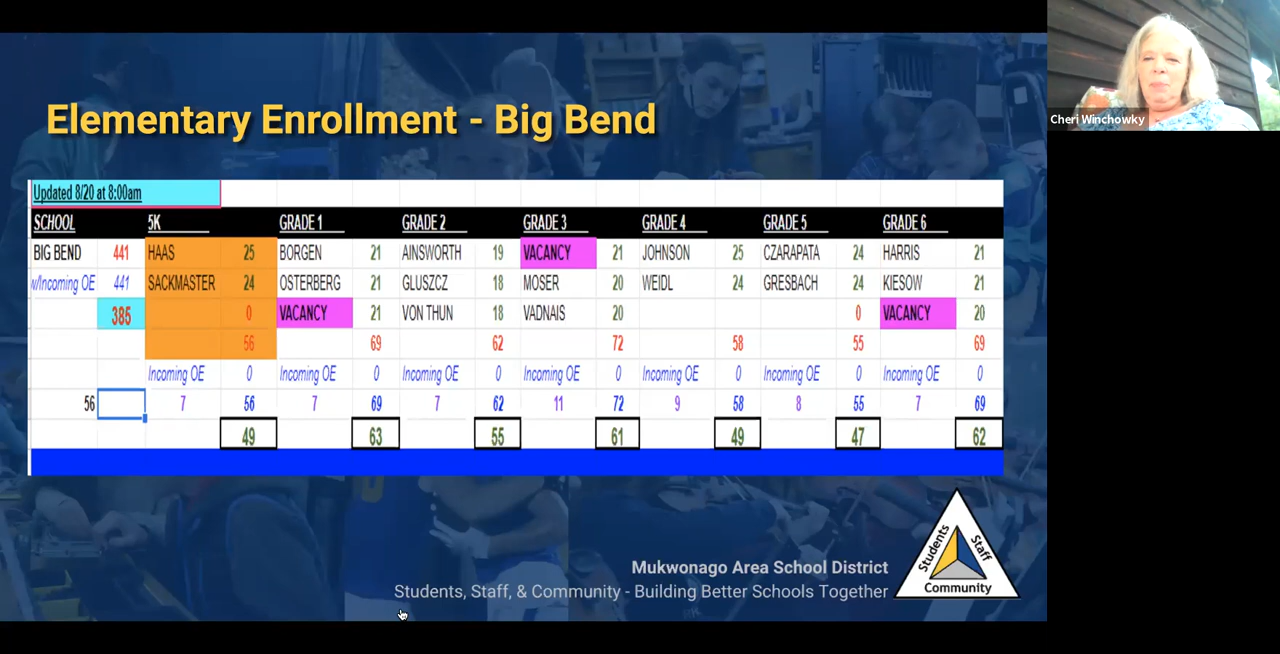 Elementary Enrollment - Big Bend
Cheri Winchowky
Updated 8/20 at 8:00am
SCHOOL 5K GRADE 1 GRADE 2 GRADE 3 GRADE 4 GRADE 5 GRADE 6
BIG BEND 441 HAAS 25 BORGEN 21 AINSWORTH 19 VACANCY 21 JOHNSON 25 CZARAPATA 24 HARRIS 21
w/Incoming OE 441 SACKMASTER 24 OSTERBERG 21 GLUSZCZ 18 MOSER 20 WEIDL 24 GRESBACH 24 KIESOW 21
385 0 VACANCY 21 VON THUN 18 VADNAIS 20 0 VACANCY 20
56 69 62 72 58 55 69
Incoming OE 0 Incoming OE 0 Incoming OE 0 Incoming OE 0 Incoming OE 0 Incoming OE 0 Incoming OE 0
56 7 56 7 69 7 62 11 72 9 58 8 55 7 69
49 63 55 61 49 47 62
Mukwonago Area School District
Students, Staff, & Community - Building Better Schools Together
Students
Staff
Community